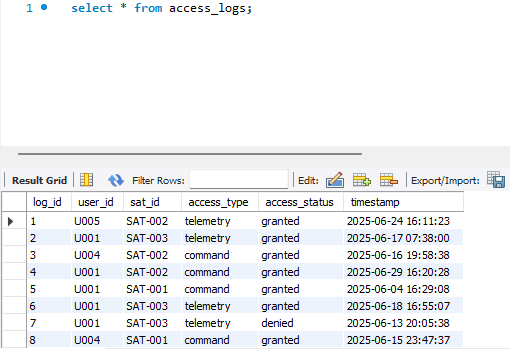 1 select * from access_logs;
Result Grid Filter Rows: Edit: Export/Import:
log_id user_id sat_id access_type access_status timestamp
1 U005 SAT-002 telemetry granted 2025-06-24 16:11:23
2 U001 SAT-003 telemetry granted 2025-06-17 07:38:00
3 U004 SAT-002 command granted 2025-06-16 19:58:38
4 U001 SAT-002 command granted 2025-06-29 16:20:28
5 U001 SAT-001 command granted 2025-06-04 16:29:08
6 U001 SAT-003 telemetry granted 2025-06-18 16:55:07
7 U001 SAT-003 telemetry denied 2025-06-13 20:05:38
8 U004 SAT-001 command granted 2025-06-15 23:47:37